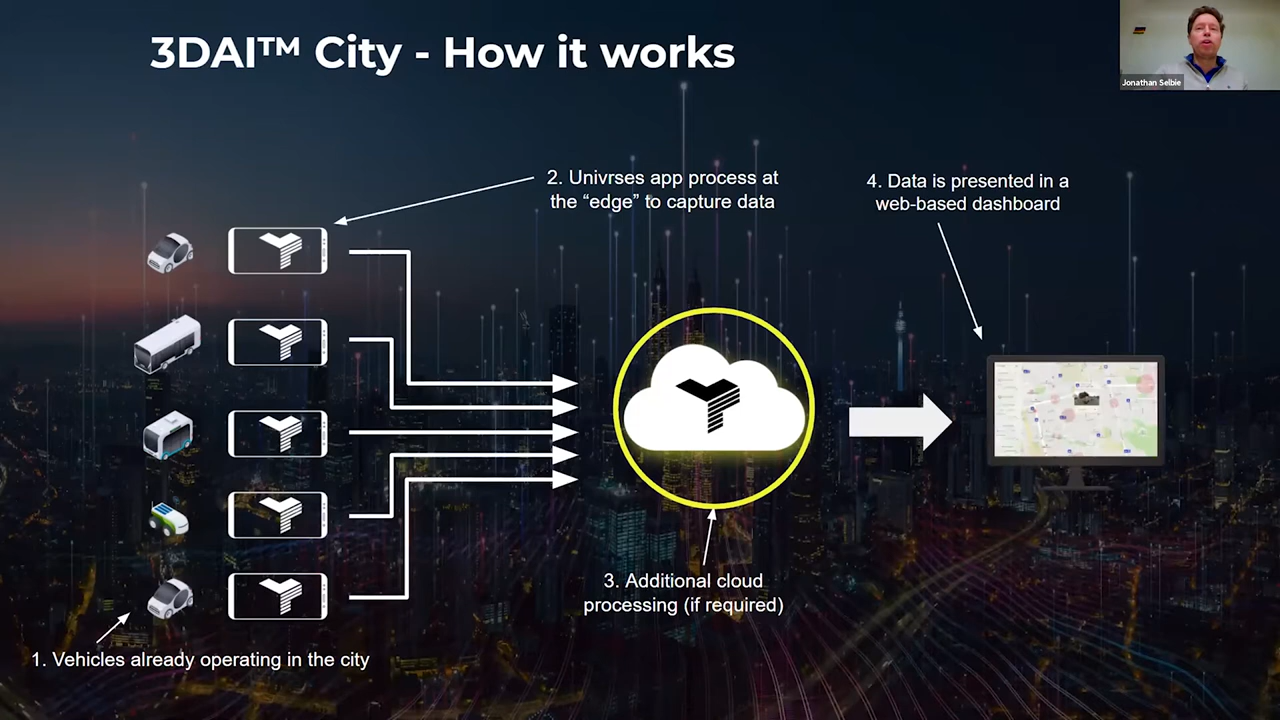 3DAI™ City - How it works
Jonathan Selbie
2. Univrses app process at
the “edge” to capture data
4. Data is presented in a
web-based dashboard
3. Additional cloud
processing (if required)
1. Vehicles already operating in the city